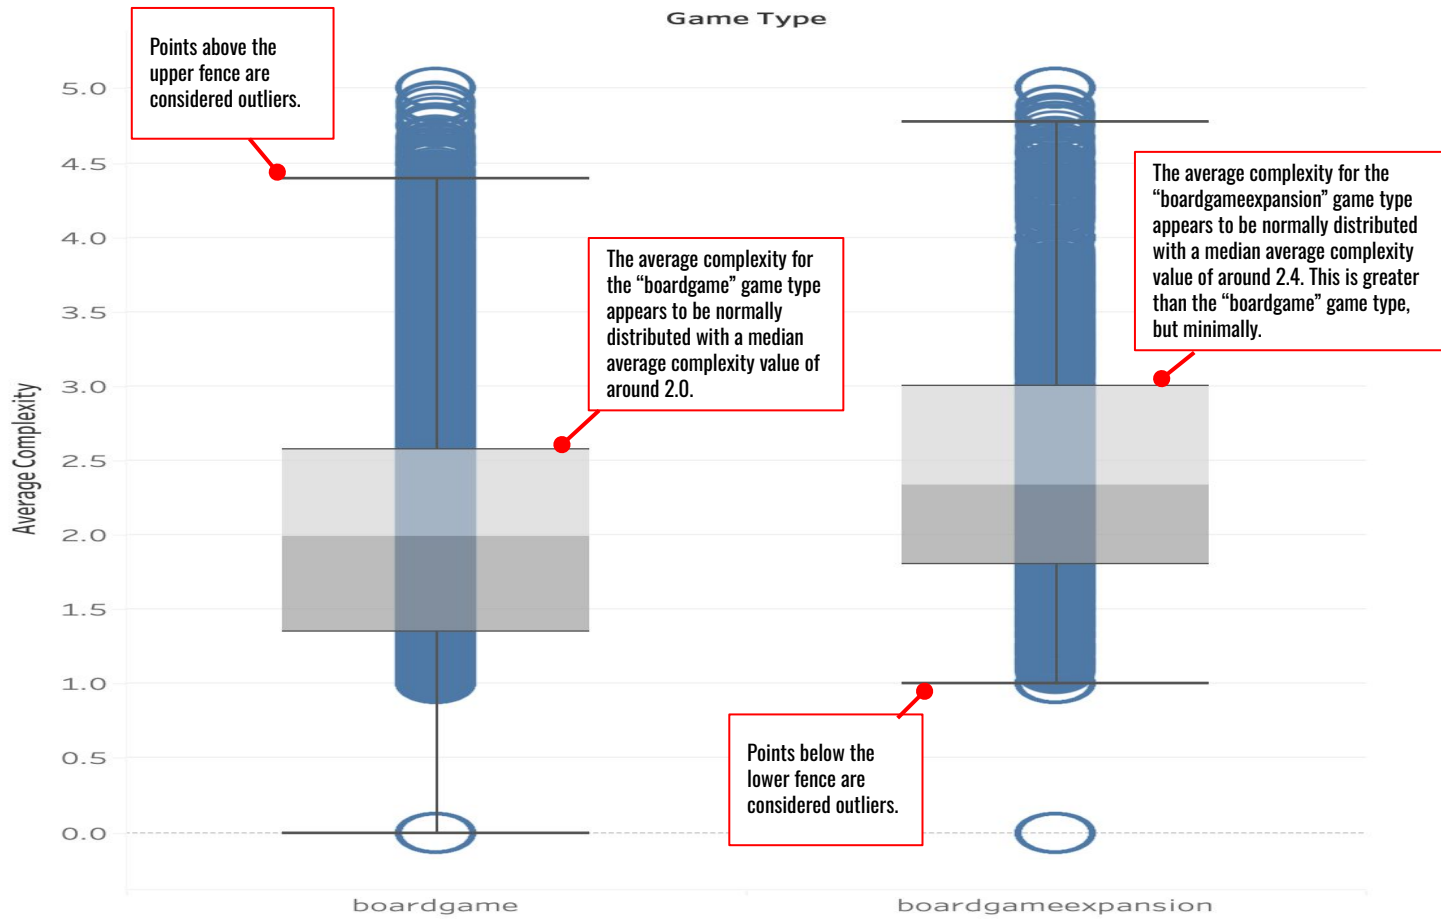 Game Type
Points above the
upper fence are
considered outliers.
5.0
4.5
4.0
3.5
3.0
2.5
2.0
1.5
1.0
0.5
0.0
Average Complexity
The average complexity for
the “boardgame” game type
appears to be normally
distributed with a median
average complexity value of
around 2.0.
The average complexity for the
“boardgameexpansion” game type
appears to be normally distributed
with a median average complexity
value of around 2.4. This is greater
than the “boardgame” game type,
but minimally.
Points below the
lower fence are
considered outliers.
boardgame
boardgameexpansion